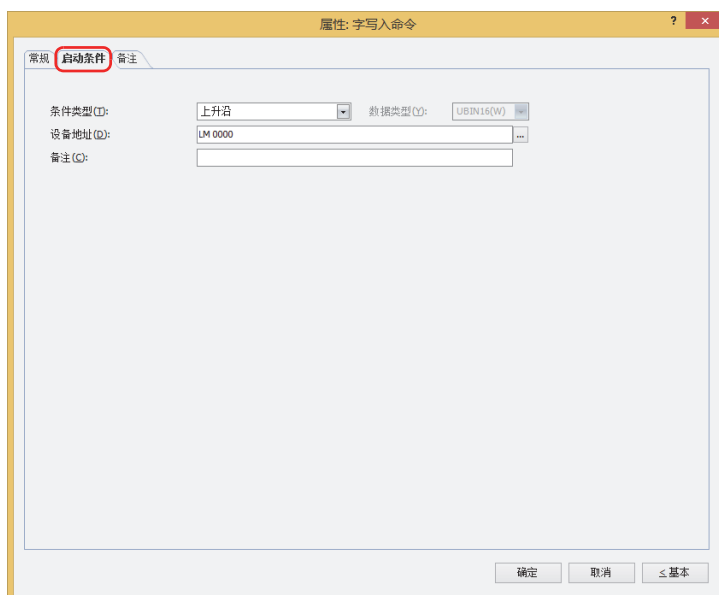 属性: 字写入命令
? ×
常规 启动条件 备注
条件类型(T): 上升沿 数据类型(Y): UBIN16(W)
设备地址(D): LM 0000 ...
备注(C):
确定 取消 ≤基本